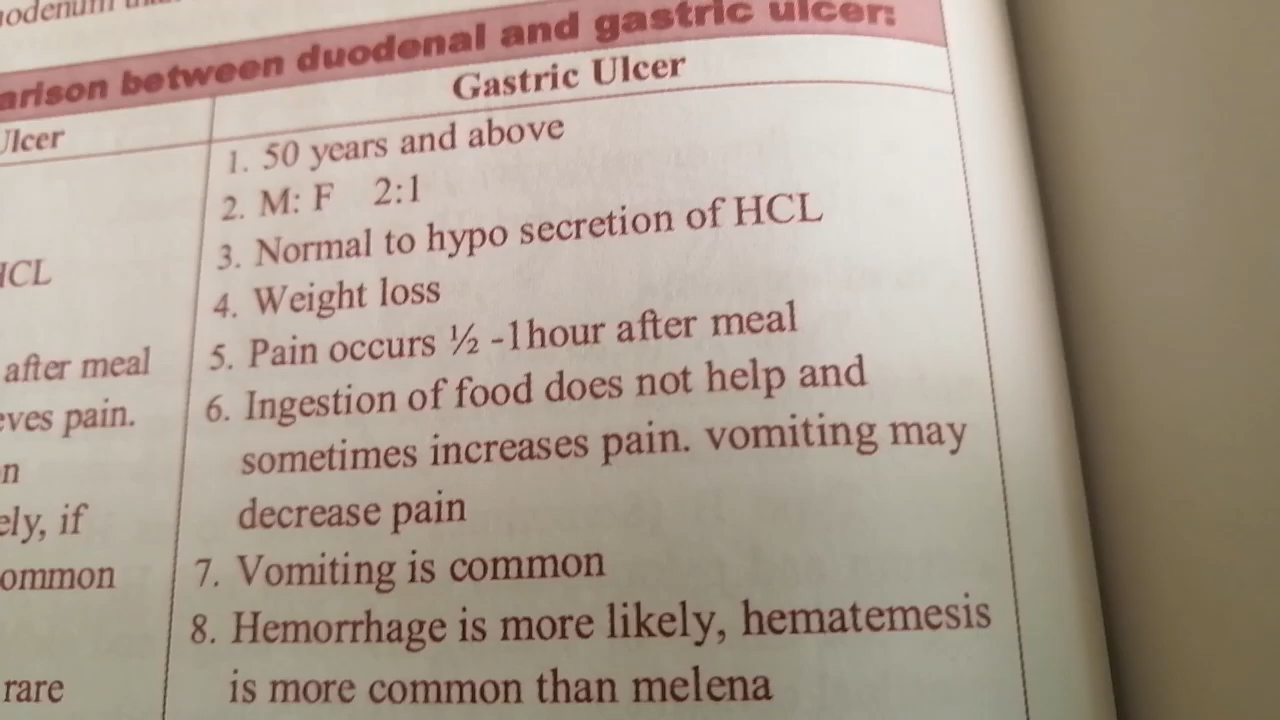 arison between duodenal and gastric ulcer:
Ulcer
Gastric Ulcer
1. 50 years and above
2. M: F 2:1
HCL
3. Normal to hypo secretion of HCL
4. Weight loss
after meal
5. Pain occurs ½ -1hour after meal
eves pain.
6. Ingestion of food does not help and
sometimes increases pain. vomiting may
decrease pain
n
ely, if
ommon
7. Vomiting is common
8. Hemorrhage is more likely, hematemesis
is more common than melena
rare